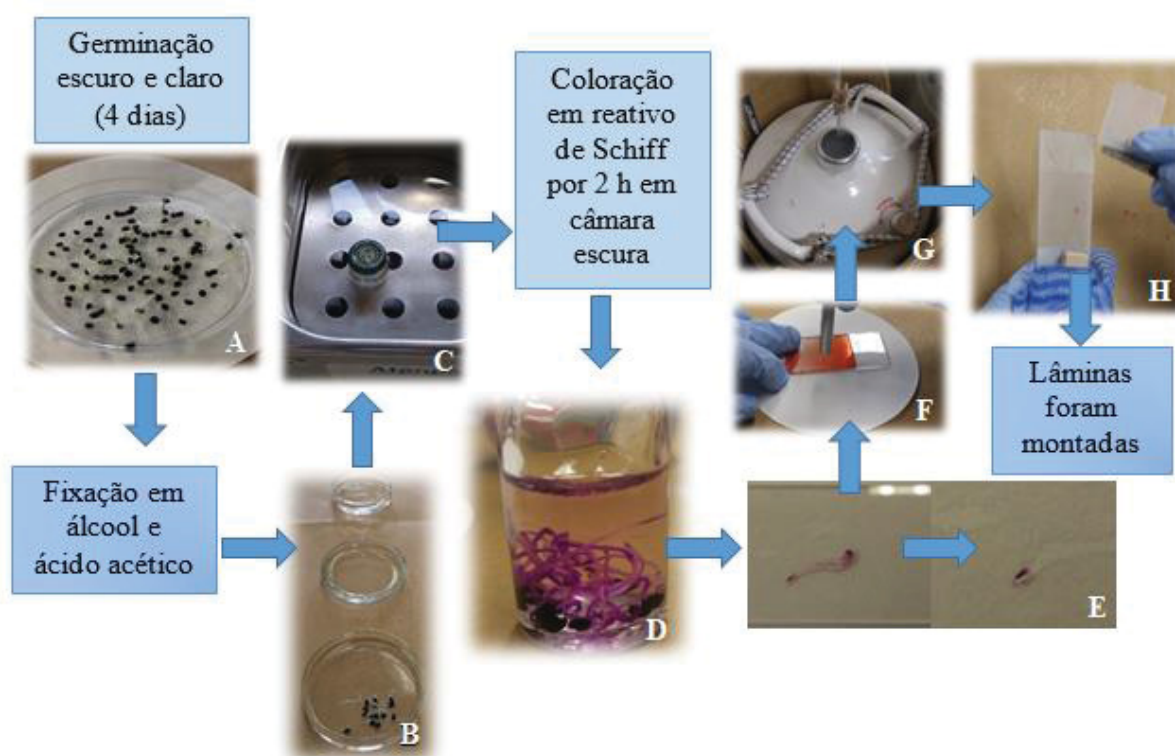 Germinação
escuro e claro
(4 dias)
A
Fixação em
álcool e
ácido acético
B
C
Coloração
em reativo
de Schiff
por 2 h em
câmara
escura
D
E
F
G
H
Lâminas
foram
montadas